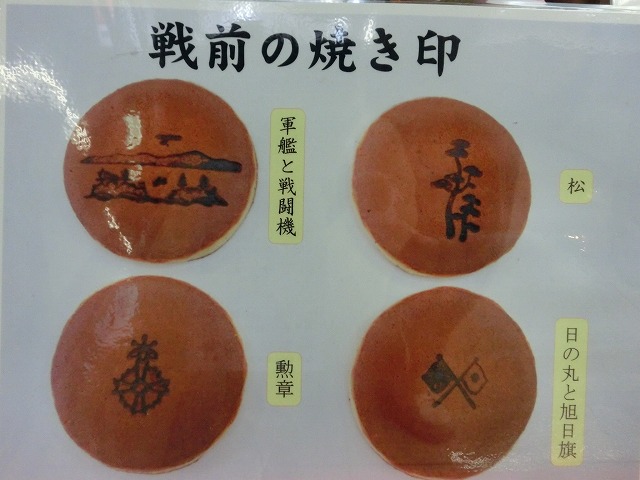 戦前の焼き印
軍艦と戦闘機
松
勲章
日の丸と旭日旗